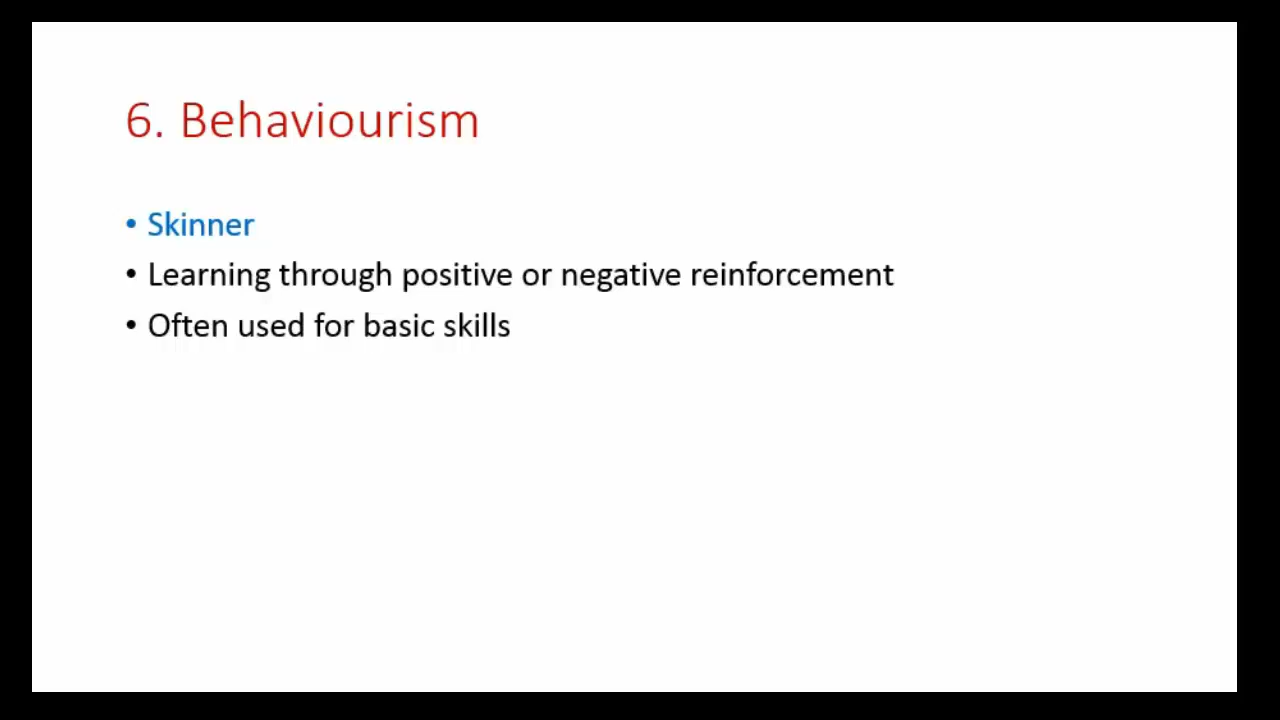 6. Behaviourism
• Skinner
• Learning through positive or negative reinforcement
• Often used for basic skills